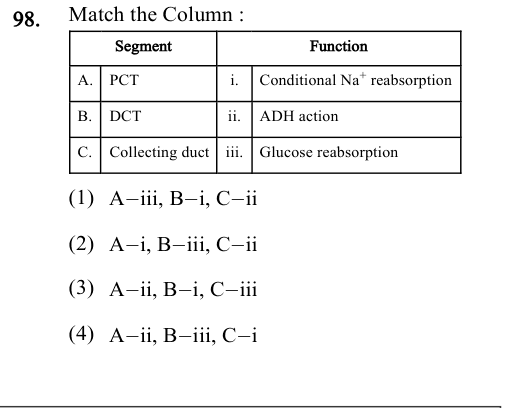 98. Match the Column :
Segment Function
A. PCT i. Conditional Na⁺ reabsorption
B. DCT ii. ADH action
C. Collecting duct iii. Glucose reabsorption
(1) A–iii, B–i, C–ii
(2) A–i, B–iii, C–ii
(3) A–ii, B–i, C–iii
(4) A–ii, B–iii, C–i